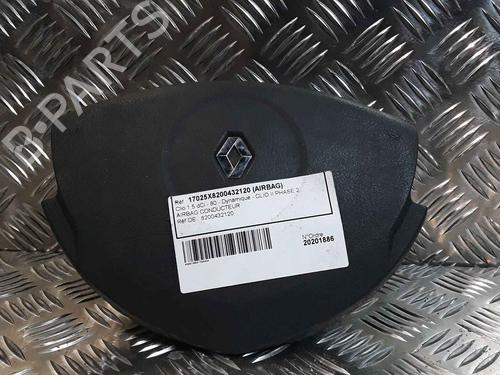 B-PARTS
Réf : 17025X8200432120 (AIRBAG)
Clio 1.5 dCi - 80 - Dynamique - CLIO II PHASE 2
AIRBAG CONDUCTEUR
Réf OE : 8200432120
N°Ordre
20201886